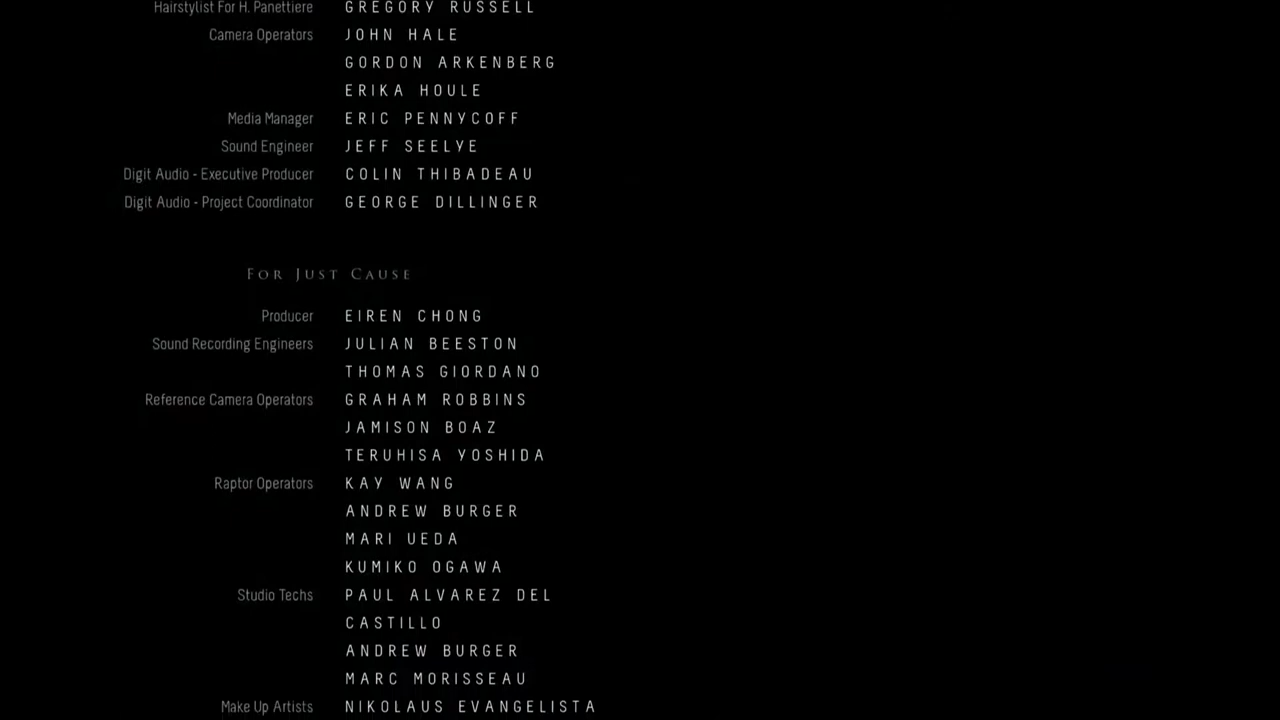 Hairstylist For H. Panettiere GREGORY RUSSELL
Camera Operators JOHN HALE
GORDON ARKENBERG
ERIKA HOULE
Media Manager ERIC PENNYCOFF
Sound Engineer JEFF SEELYE
Digit Audio - Executive Producer COLIN THIBADEAU
Digit Audio - Project Coordinator GEORGE DILLINGER
FOR JUST CAUSE
Producer EIREN CHONG
Sound Recording Engineers JULIAN BEESTON
THOMAS GIORDANO
Reference Camera Operators GRAHAM ROBBINS
JAMISON BOAZ
TERUHISA YOSHIDA
Raptor Operators KAY WANG
ANDREW BURGER
MARI UEDA
KUMIKO OGAWA
Studio Techs PAUL ALVAREZ DEL
CASTILLO
ANDREW BURGER
MARC MORISSEAU
Make Up Artists NIKOLAUS EVANGELISTA